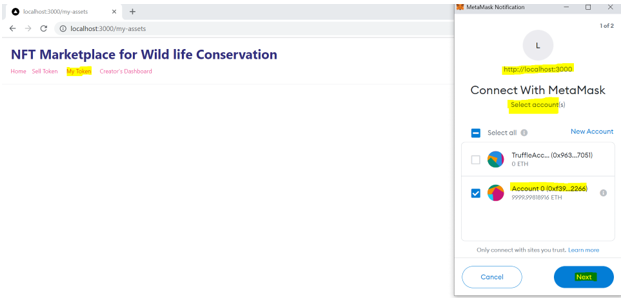 localhost:3000/my-assets
localhost:3000/my-assets
NFT Marketplace for Wild life Conservation
Home Sell Token My Token Creator's Dashboard
MetaMask Notification
1 of 2
L
http://localhost:3000
Connect With MetaMask
Select account(s)
Select all
New Account
TruffleAcc... (0x963...7051)
0 ETH
Account 0 (0xf39...2266)
9999.99818916 ETH
Only connect with sites you trust. Learn more
Cancel Next